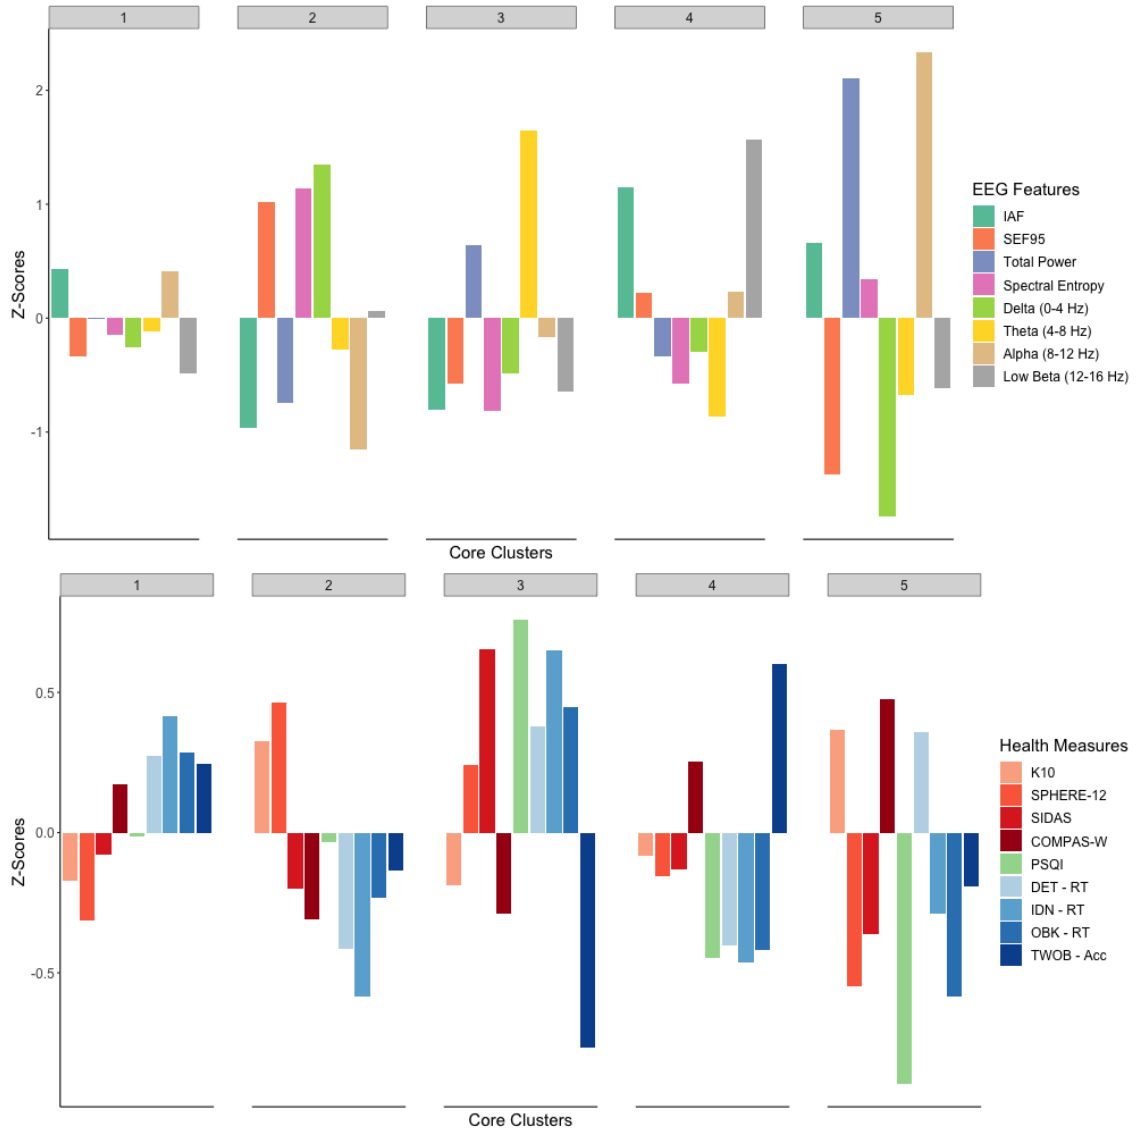 1 2 3 4 5
2
1
0
-1
Z-Scores
Core Clusters
EEG Features
IAF
SEF95
Total Power
Spectral Entropy
Delta (0-4 Hz)
Theta (4-8 Hz)
Alpha (8-12 Hz)
Low Beta (12-16 Hz)
1 2 3 4 5
0.5
0.0
-0.5
Z-Scores
Core Clusters
Health Measures
K10
SPHERE-12
SIDAS
COMPAS-W
PSQI
DET - RT
IDN - RT
OBK - RT
TWOB - Acc